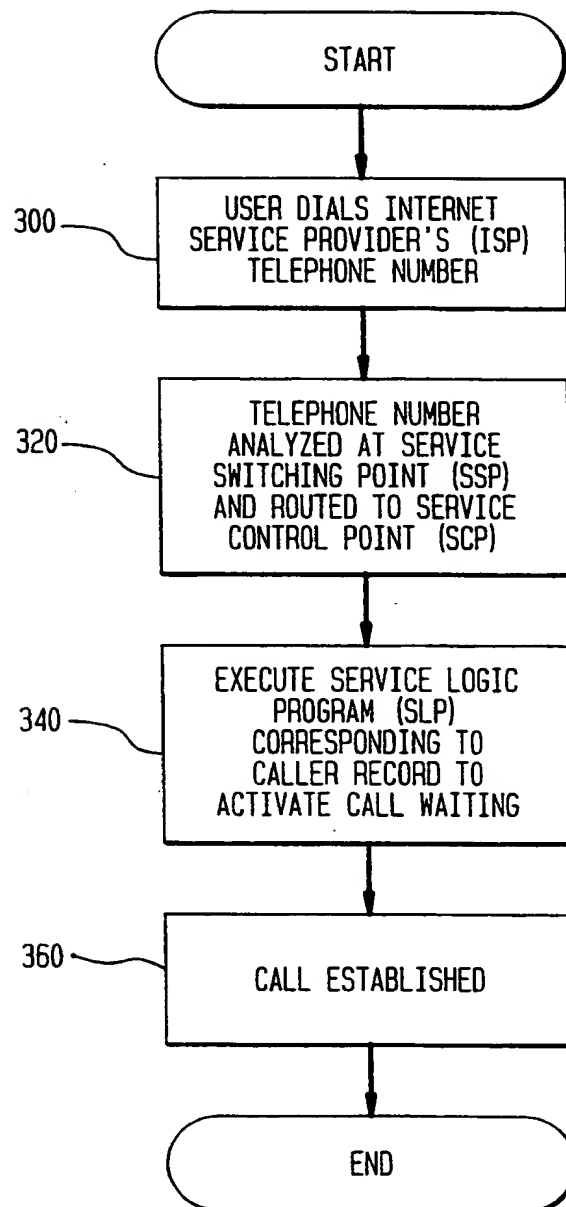 START
300
USER DIALS INTERNET
SERVICE PROVIDER'S (ISP)
TELEPHONE NUMBER
320
TELEPHONE NUMBER
ANALYZED AT SERVICE
SWITCHING POINT (SSP)
AND ROUTED TO SERVICE
CONTROL POINT (SCP)
340
EXECUTE SERVICE LOGIC
PROGRAM (SLP)
CORRESPONDING TO
CALLER RECORD TO
ACTIVATE CALL WAITING
360
CALL ESTABLISHED
END